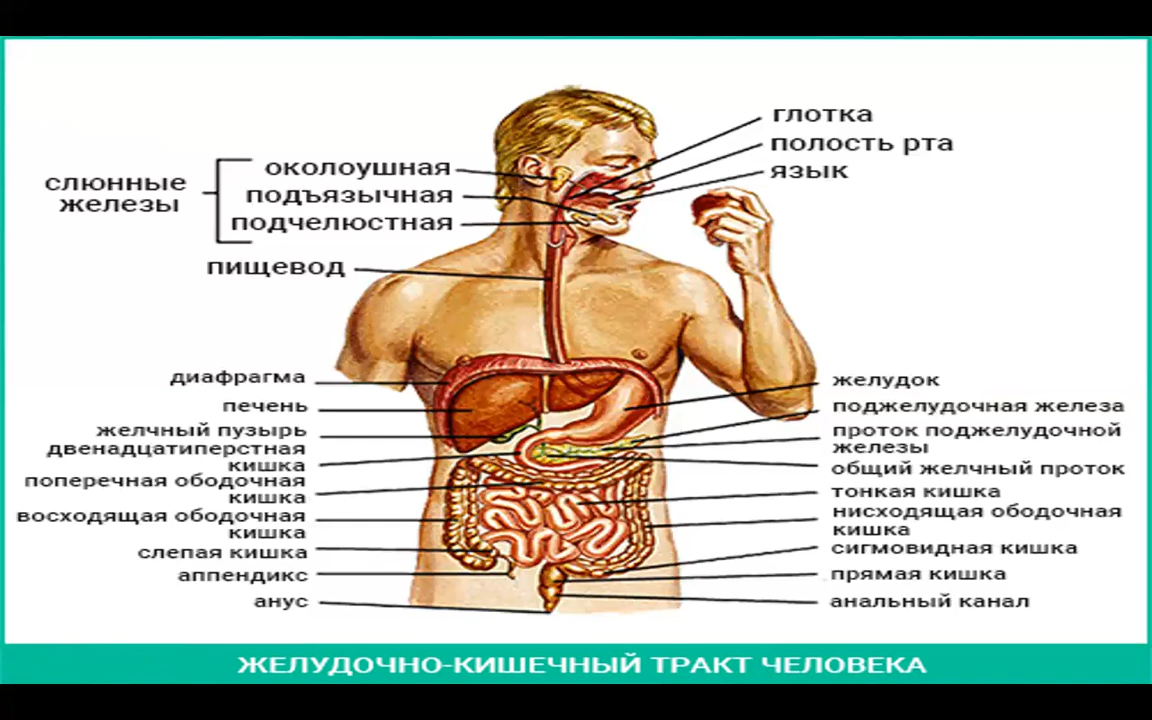 глотка
полость рта
язык
слюнные
железы
околоушная
подъязычная
подчелюстная
пищевод
диафрагма
печень
желчный пузырь
двенадцатиперстная
кишка
поперечная ободочная
кишка
восходящая ободочная
кишка
слепая кишка
аппендикс
анус
желудок
поджелудочная железа
проток поджелудочной
железы
общий желчный проток
тонкая кишка
нисходящая ободочная
кишка
сигмовидная кишка
прямая кишка
анальный канал
ЖЕЛУДОЧНО-КИШЕЧНЫЙ ТРАКТ ЧЕЛОВЕКА